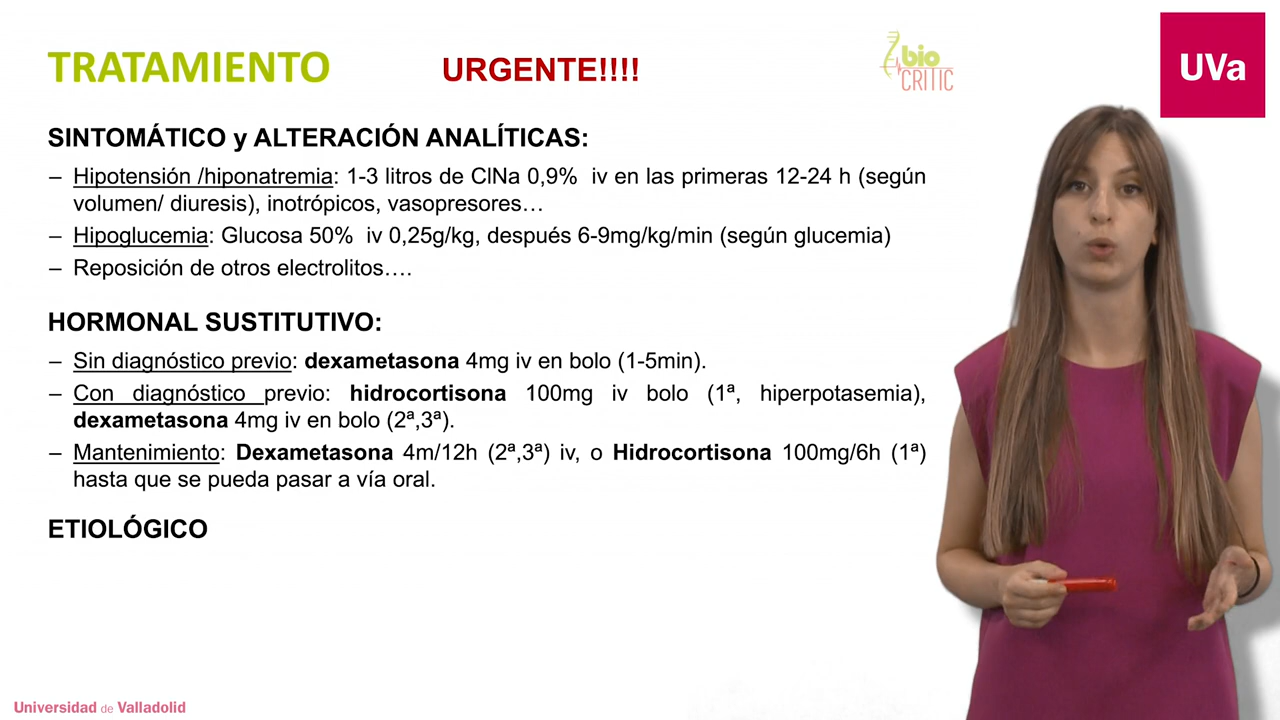 TRATAMIENTO
URGENTE!!!!
bio
CRITIC
UVa
SINTOMÁTICO y ALTERACIÓN ANALÍTICAS:
– Hipotensión /hiponatremia: 1-3 litros de ClNa 0,9% iv en las primeras 12-24 h (según
volumen/ diuresis), inotrópicos, vasopresores…
– Hipoglucemia: Glucosa 50% iv 0,25g/kg, después 6-9mg/kg/min (según glucemia)
– Reposición de otros electrolitos….
HORMONAL SUSTITUTIVO:
– Sin diagnóstico previo: dexametasona 4mg iv en bolo (1-5min).
– Con diagnóstico previo: hidrocortisona 100mg iv bolo (1ª, hiperpotasemia),
dexametasona 4mg iv en bolo (2ª,3ª).
– Mantenimiento: Dexametasona 4m/12h (2ª,3ª) iv, o Hidrocortisona 100mg/6h (1ª)
hasta que se pueda pasar a vía oral.
ETIOLÓGICO
Universidad de Valladolid